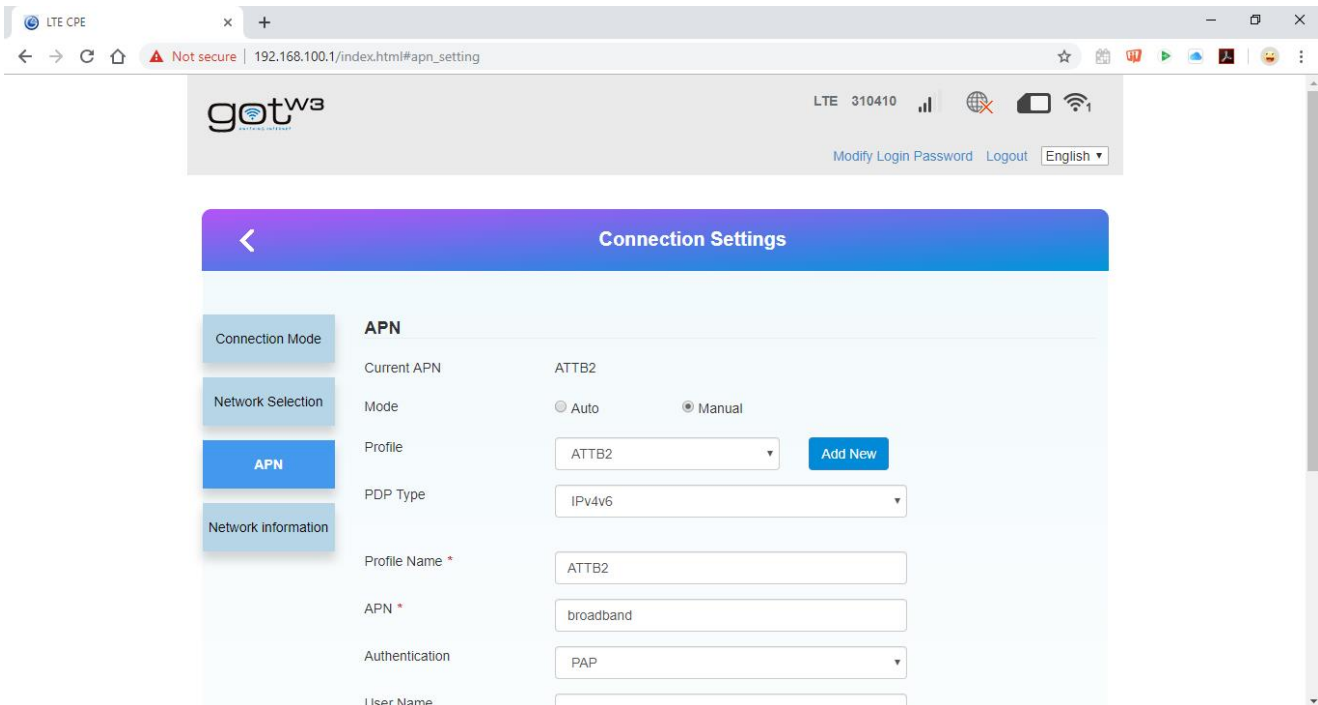 LTE CPE
Not secure | 192.168.100.1/index.html#apn_setting
gotW3
LTE 310410 1
Modify Login Password Logout English
Connection Settings
Connection Mode
Network Selection
APN
Network information
APN
Current APN ATTB2
Mode Auto Manual
Profile ATTB2 Add New
PDP Type IPv4v6
Profile Name * ATTB2
APN * broadband
Authentication PAP
User Name